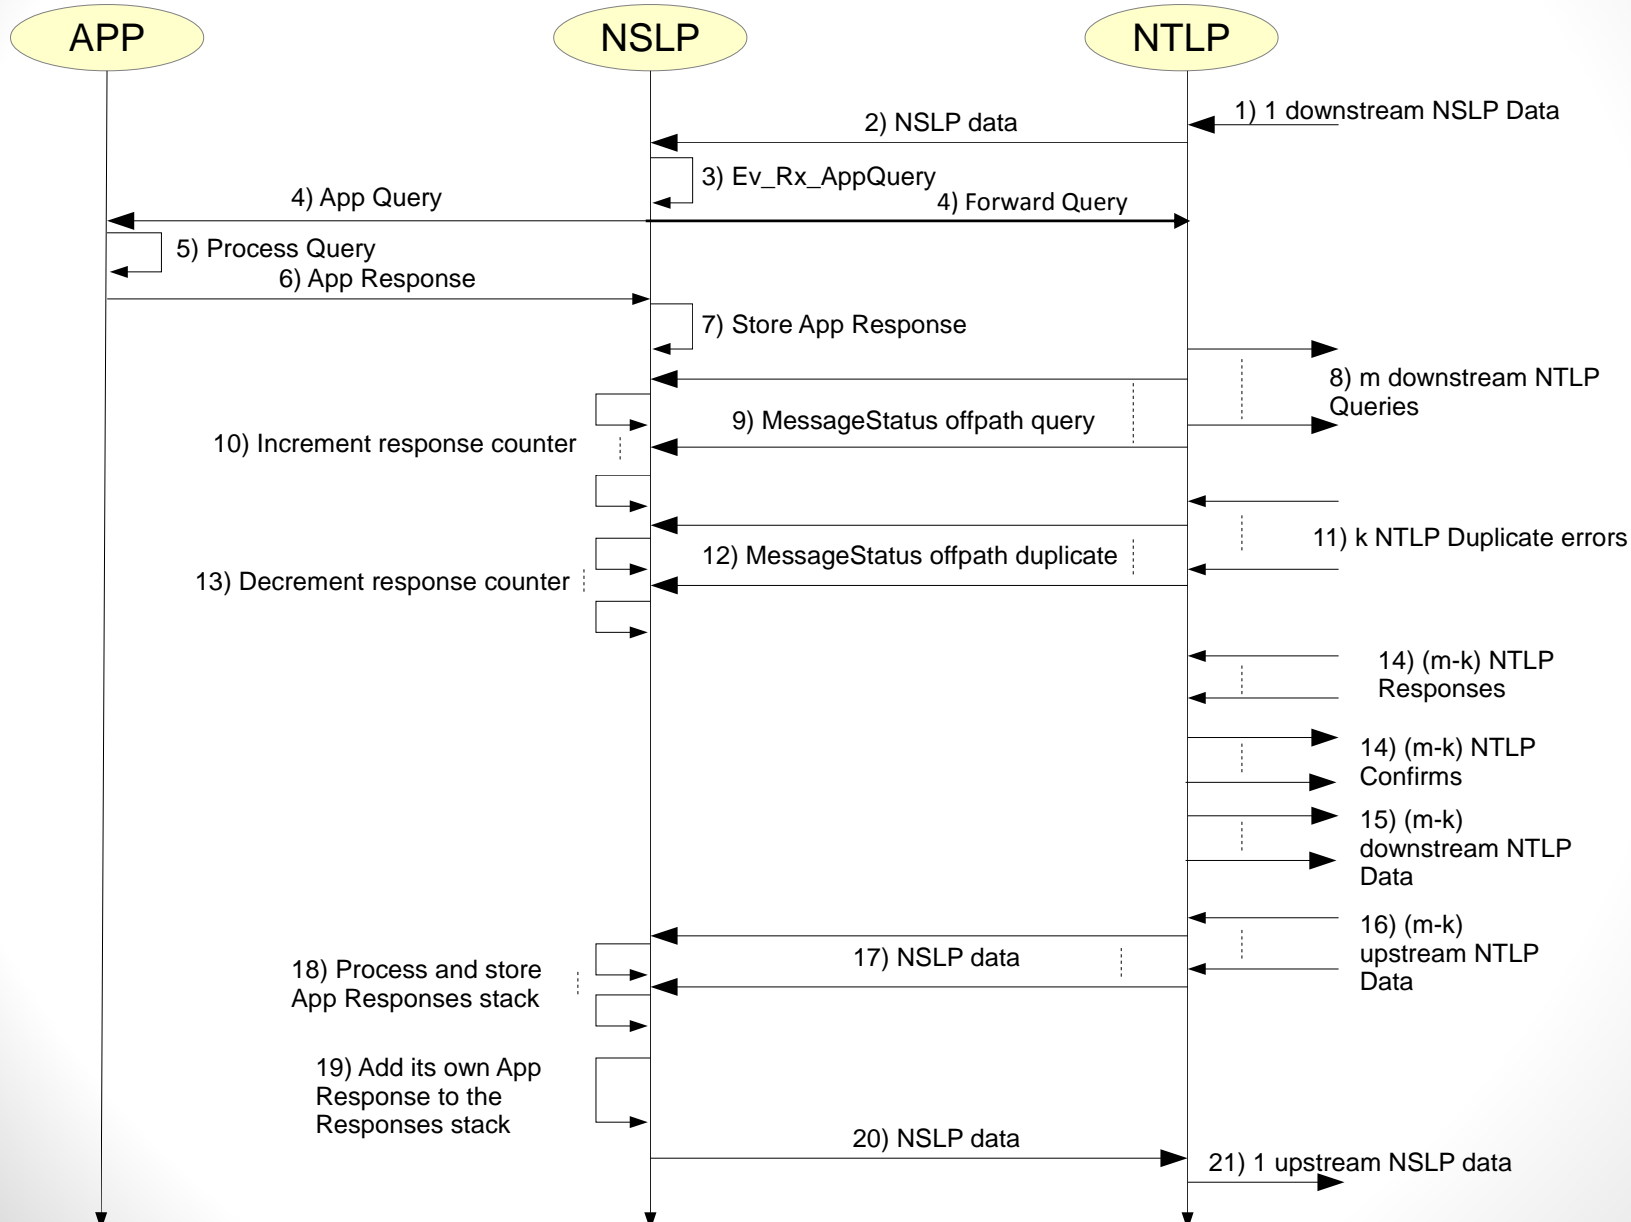 APP
NSLP
NTLP
1) 1 downstream NSLP Data
2) NSLP data
3) Ev_Rx_AppQuery
4) App Query
4) Forward Query
5) Process Query
6) App Response
7) Store App Response
8) m downstream NTLP
Queries
9) MessageStatus offpath query
10) Increment response counter
11) k NTLP Duplicate errors
12) MessageStatus offpath duplicate
13) Decrement response counter
14) (m-k) NTLP
Responses
14) (m-k) NTLP
Confirms
15) (m-k)
downstream NTLP
Data
16) (m-k)
upstream NTLP
Data
17) NSLP data
18) Process and store
App Responses stack
19) Add its own App
Response to the
Responses stack
20) NSLP data
21) 1 upstream NSLP data